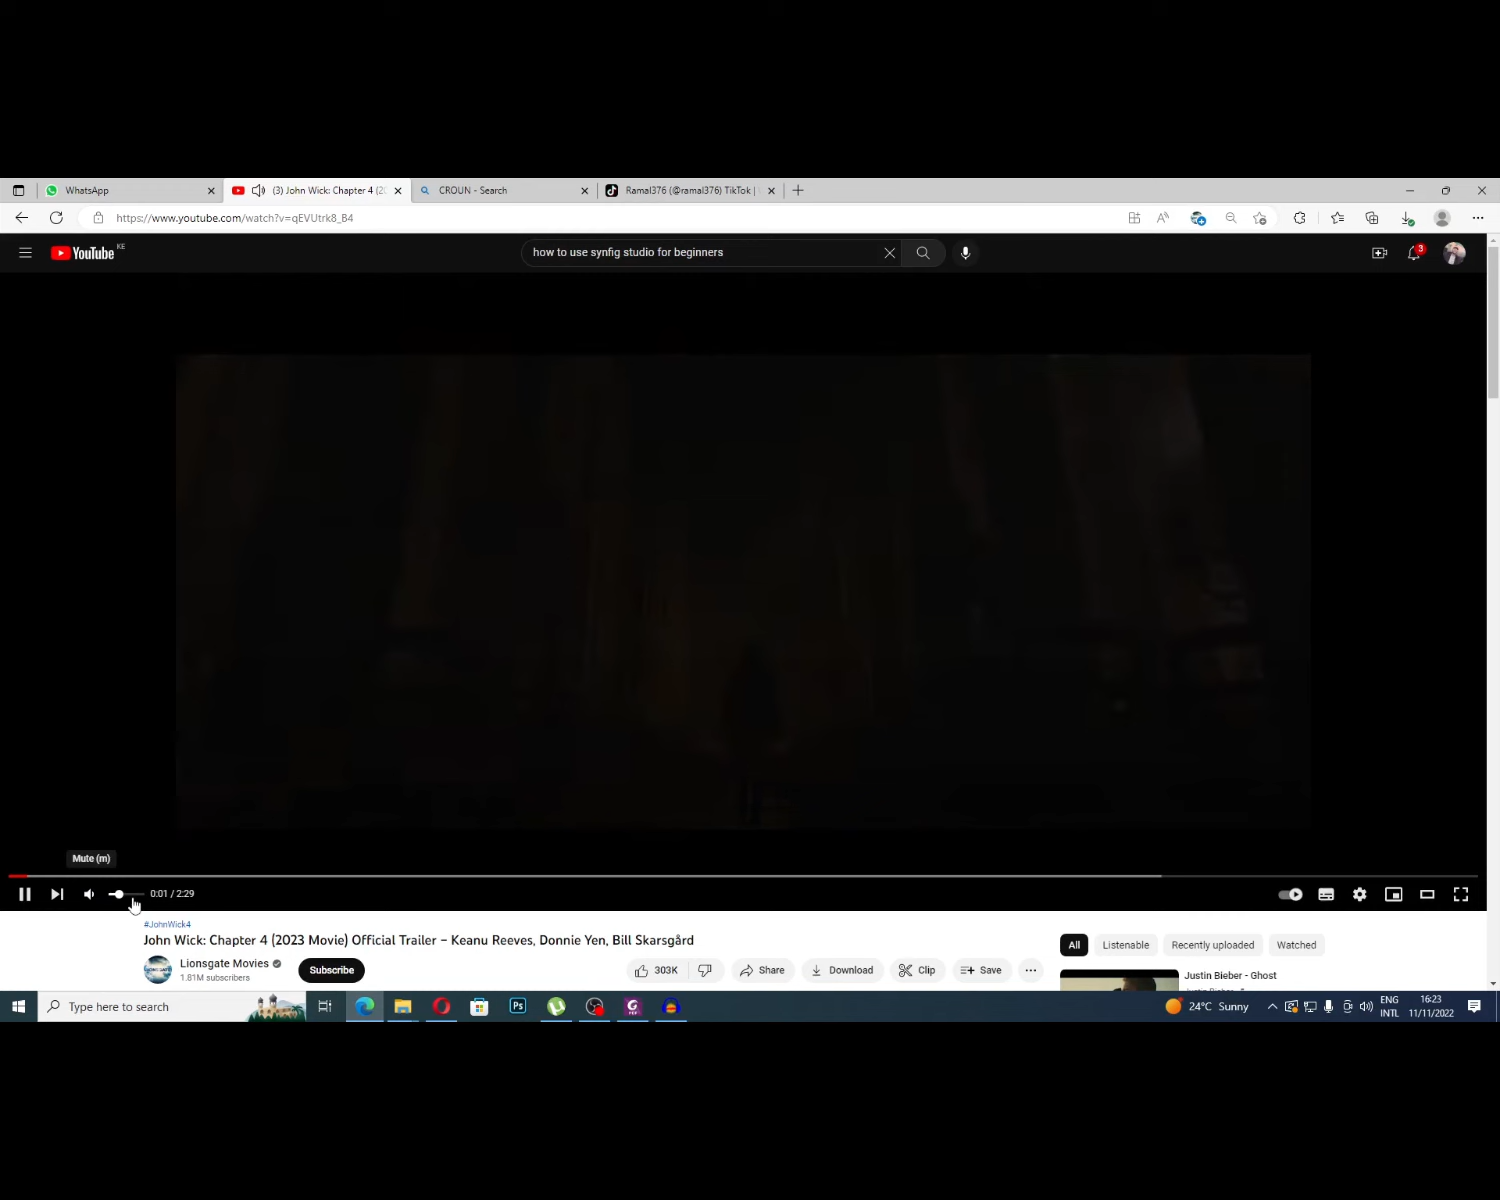 WhatsApp
(3) John Wick: Chapter 4 (20
CROUN - Search
Ramal376 (@ramal376) TikTok |
https://www.youtube.com/watch?v=qEVUtrk8_B4
YouTube KE
how to use synfig studio for beginners
3
Mute (m)
0:01 / 2:29
#JohnWick4
John Wick: Chapter 4 (2023 Movie) Official Trailer – Keanu Reeves, Donnie Yen, Bill Skarsgård
Lionsgate Movies
1.81M subscribers
Subscribe
303K
Share
Download
Clip
Save
All
Listenable
Recently uploaded
Watched
Justin Bieber - Ghost
Type here to search
Ps
24°C Sunny
ENG
INTL
16:23
11/11/2022